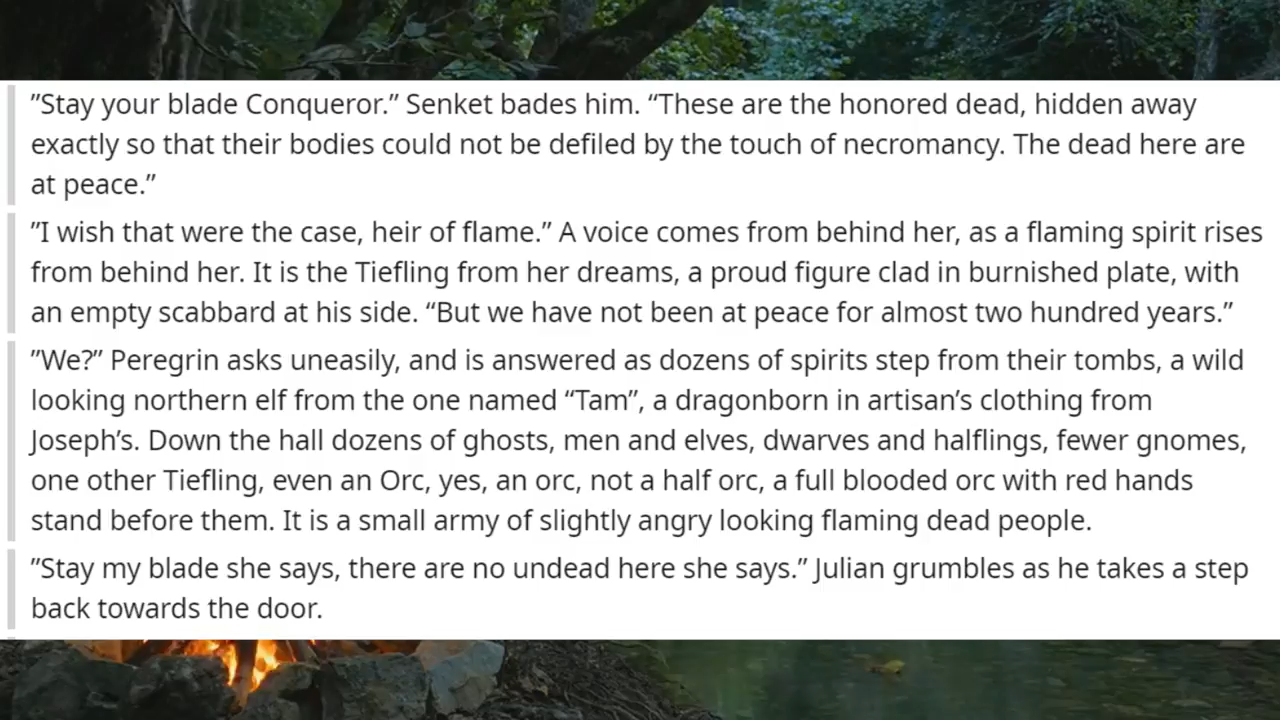 ”Stay your blade Conqueror.” Senket bades him. “These are the honored dead, hidden away
exactly so that their bodies could not be defiled by the touch of necromancy. The dead here are
at peace.”
”I wish that were the case, heir of flame.” A voice comes from behind her, as a flaming spirit rises
from behind her. It is the Tiefling from her dreams, a proud figure clad in burnished plate, with
an empty scabbard at his side. “But we have not been at peace for almost two hundred years.”
”We?” Peregrin asks uneasily, and is answered as dozens of spirits step from their tombs, a wild
looking northern elf from the one named “Tam”, a dragonborn in artisan’s clothing from
Joseph’s. Down the hall dozens of ghosts, men and elves, dwarves and halflings, fewer gnomes,
one other Tiefling, even an Orc, yes, an orc, not a half orc, a full blooded orc with red hands
stand before them. It is a small army of slightly angry looking flaming dead people.
”Stay my blade she says, there are no undead here she says.” Julian grumbles as he takes a step
back towards the door.